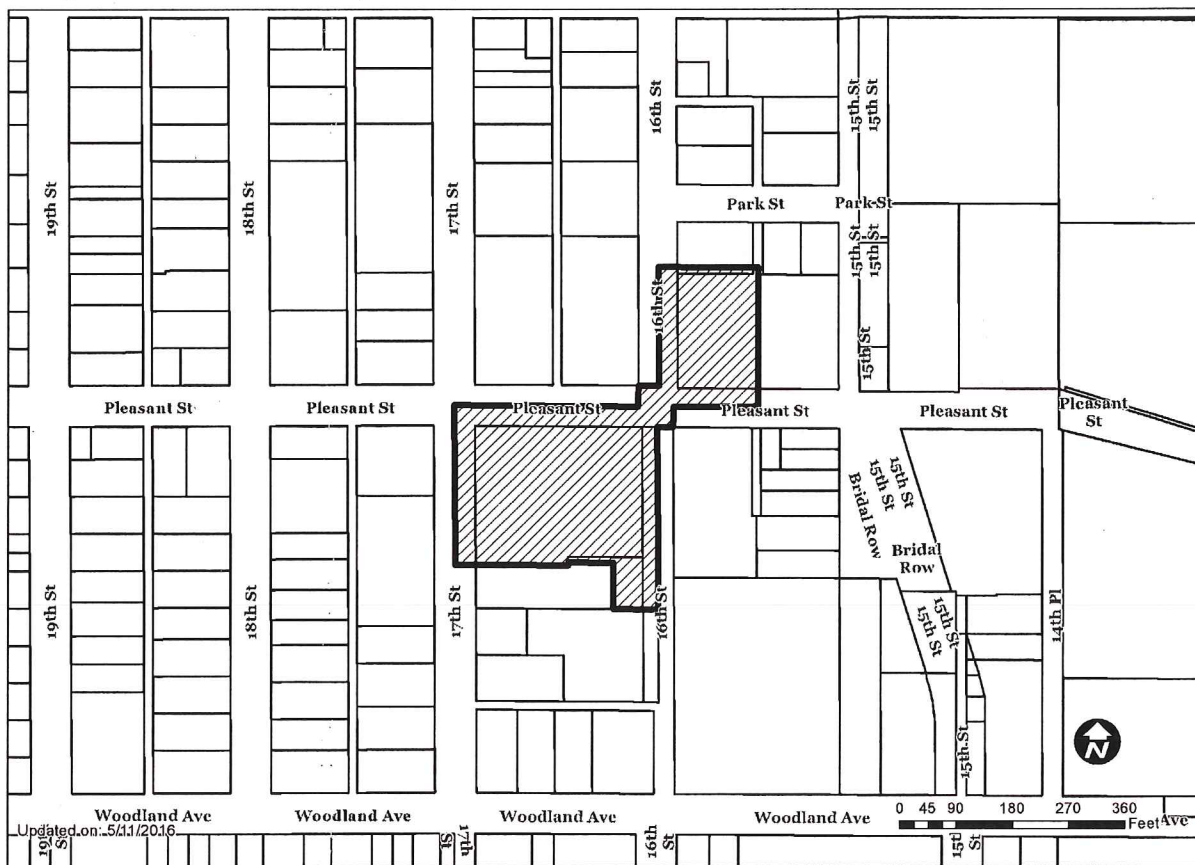 16th St
15th St
15th St
19th St
18th St
17th St
Park St
Park St
15th St
15th St
16th St
15th St
Pleasant St
Pleasant St
Pleasant St
Pleasant St
Pleasant St
Pleasant
St
15th St
15th St
Bridal Row
Bridal
Row
19th St
18th St
17th St
16th St
15th St
15th St
14th Pl
N
15th St
0 45 90 180 270 360
Feet
Woodland Ave
Woodland Ave
Woodland Ave
Ave
Updated on: 5/11/2016
St
17th
St
16th
St
St